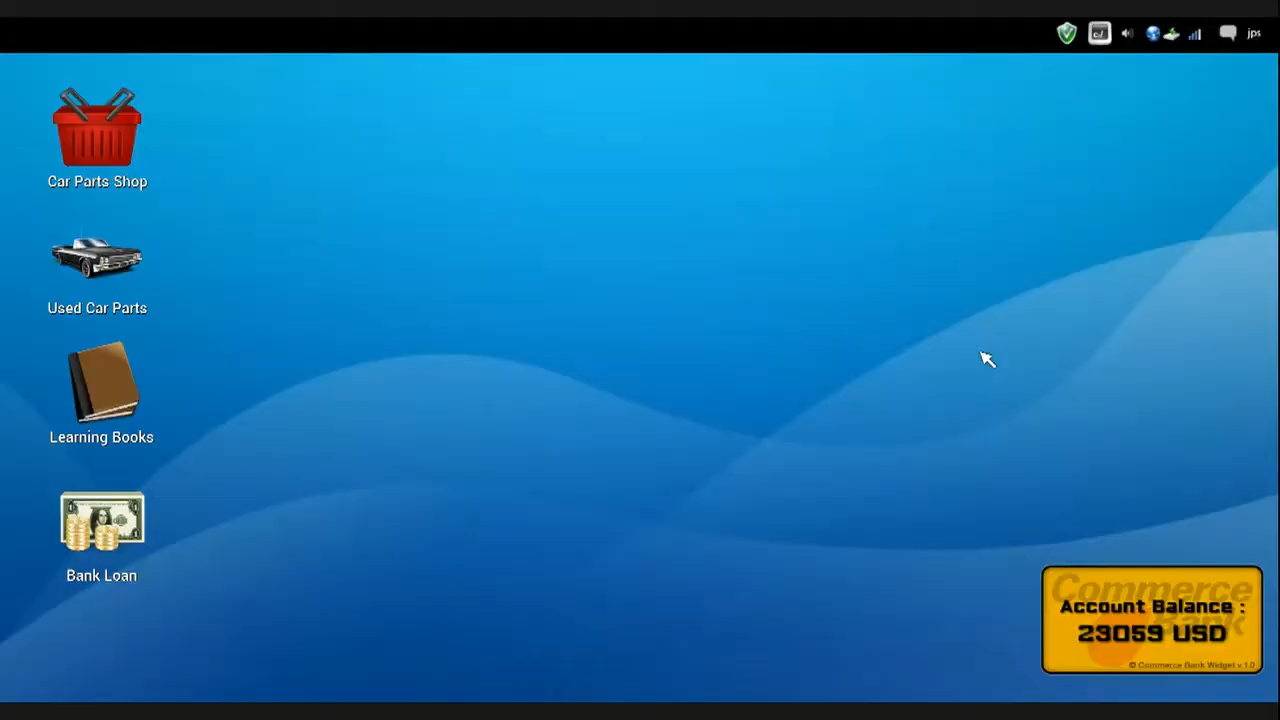 c:/
jps
Car Parts Shop
Used Car Parts
Learning Books
Bank Loan
Commerce Bank
Account Balance :
23059 USD
© Commerce Bank Widget v.1.0